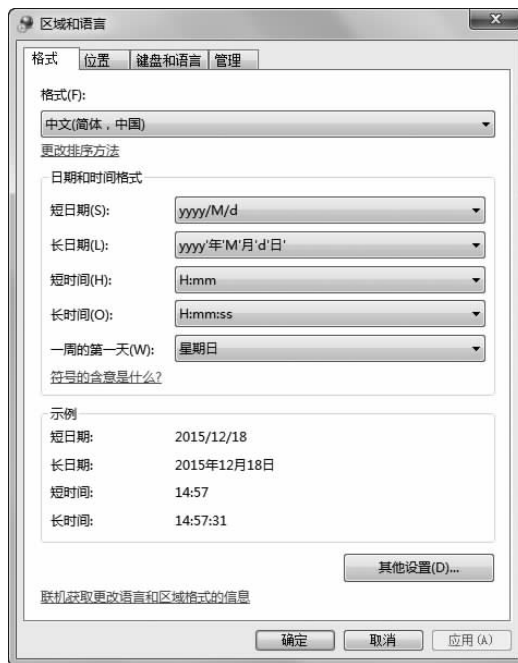 区域和语言
格式 位置 键盘和语言 管理
格式(F):
中文(简体，中国)
更改排序方法
日期和时间格式
短日期(S): yyyy/M/d
长日期(L): yyyy'年'M'月'd'日'
短时间(H): H:mm
长时间(O): H:mm:ss
一周的第一天(W): 星期日
符号的含意是什么?
示例
短日期: 2015/12/18
长日期: 2015年12月18日
短时间: 14:57
长时间: 14:57:31
其他设置(D)...
联机获取更改语言和区域格式的信息
确定 取消 应用(A)